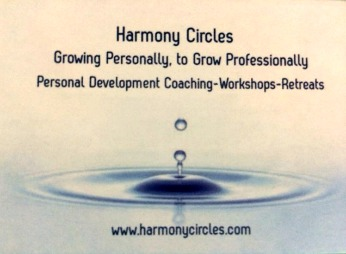 Harmony Circles
Growing Personally, to Grow Professionally
Personal Development Coaching-Workshops-Retreats
www.harmonycircles.com